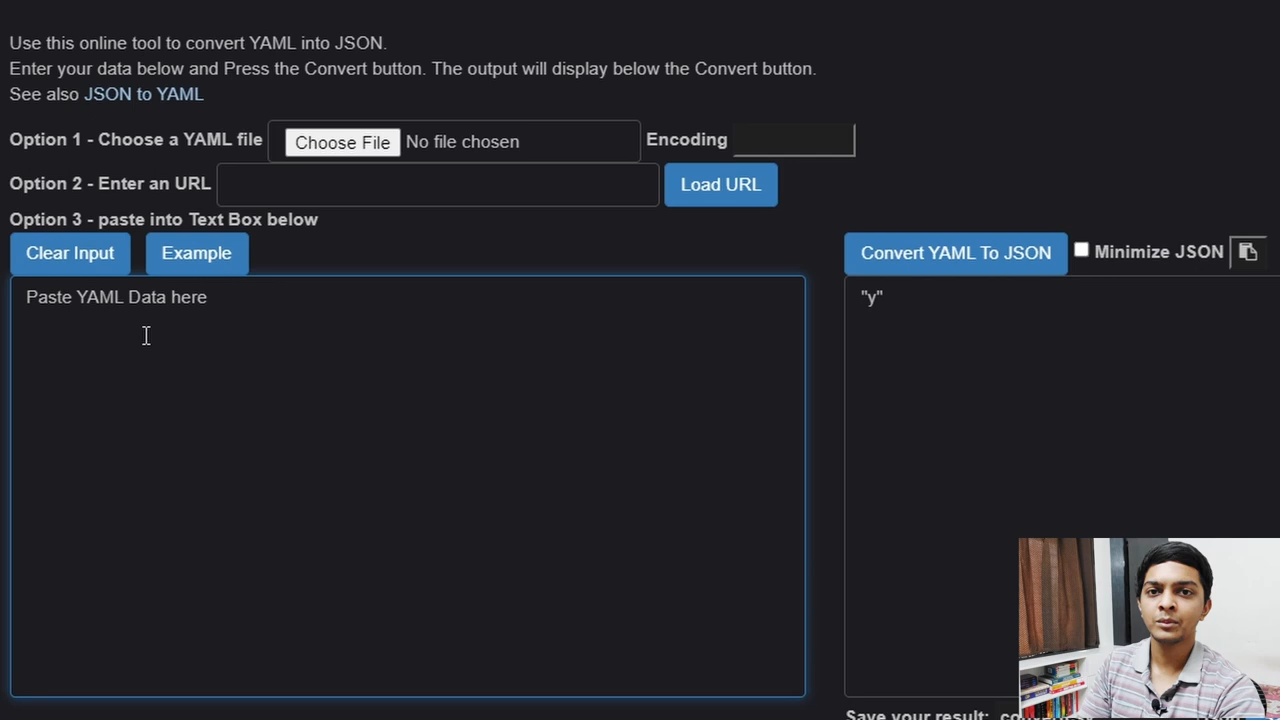 Use this online tool to convert YAML into JSON.
Enter your data below and Press the Convert button. The output will display below the Convert button.
See also JSON to YAML
Option 1 - Choose a YAML file Choose File No file chosen Encoding
Option 2 - Enter an URL Load URL
Option 3 - paste into Text Box below
Clear Input Example Convert YAML To JSON Minimize JSON
Paste YAML Data here "y"
Save your result: